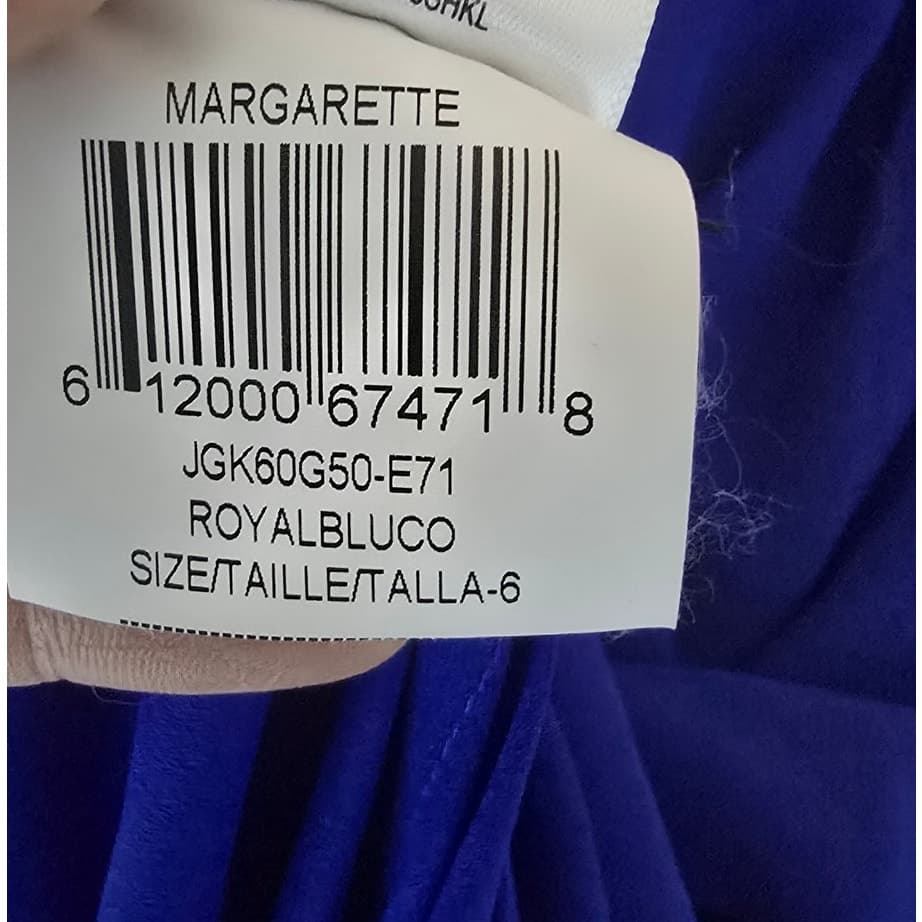 MARGARETTE
6 12000 67471 8
JGK60G50-E71
ROYALBLUCO
SIZE/TAILLE/TALLA-6